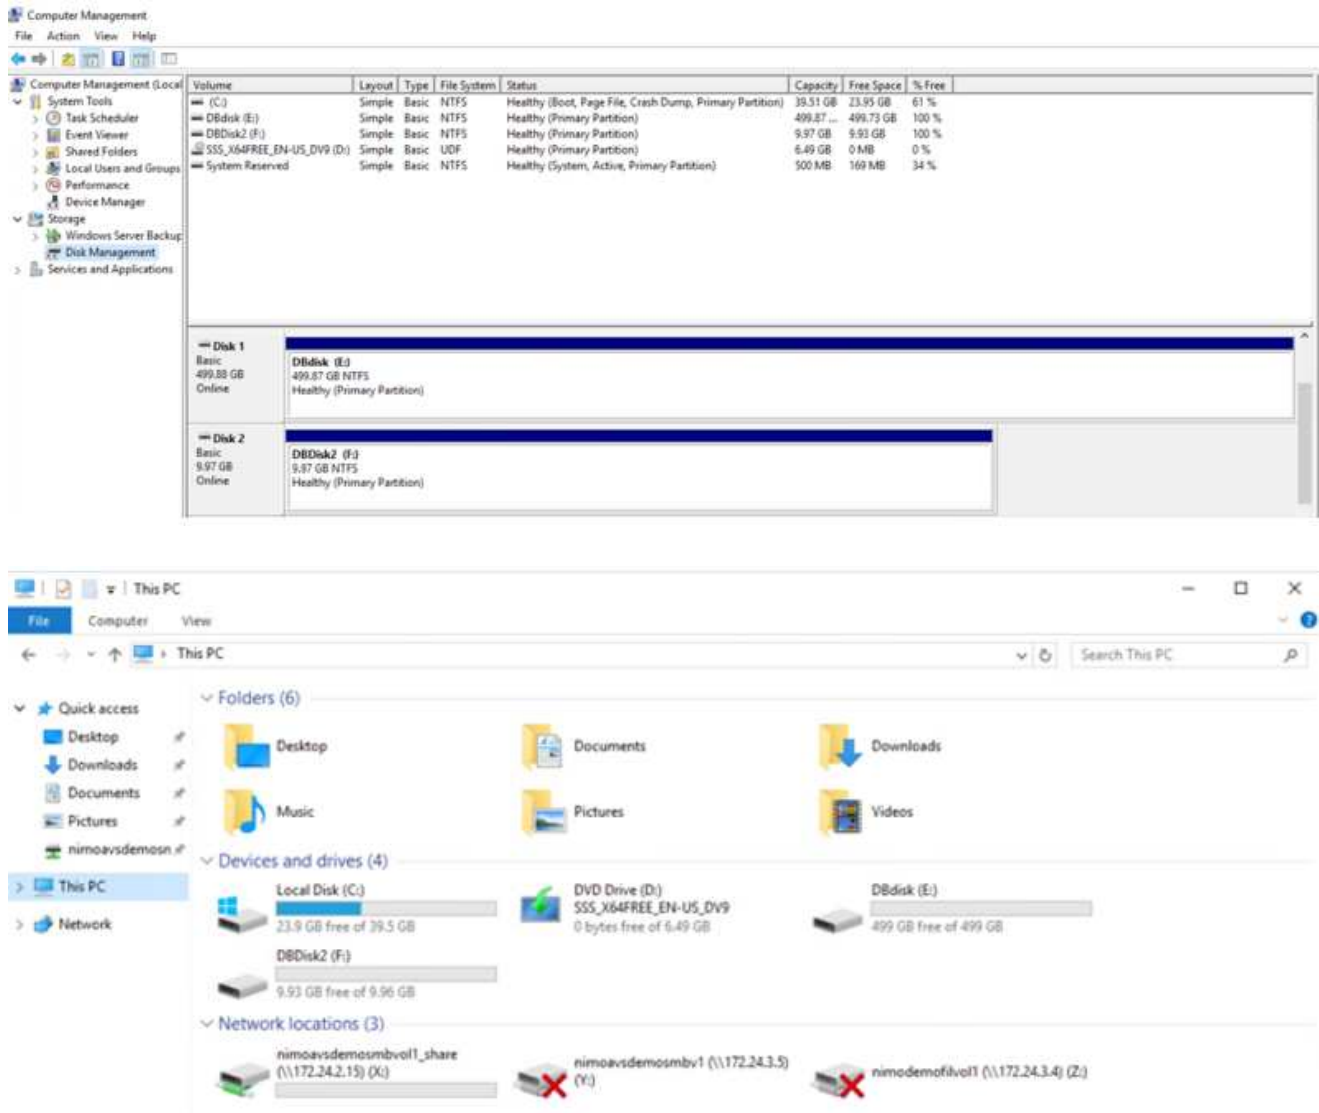 Computer Management
File Action View Help
Computer Management (Local
System Tools
Task Scheduler
Event Viewer
Shared Folders
Local Users and Groups
Performance
Device Manager
Storage
Windows Server Backup
Disk Management
Services and Applications
Volume Layout Type File System Status Capacity Free Space % Free
(C:) Simple Basic NTFS Healthy (Boot, Page File, Crash Dump, Primary Partition) 39.51 GB 23.95 GB 61 %
DBdisk (E:) Simple Basic NTFS Healthy (Primary Partition) 499.87 ... 499.73 GB 100 %
DBDisk2 (F:) Simple Basic NTFS Healthy (Primary Partition) 9.97 GB 9.93 GB 100 %
SSS_X64FREE_EN-US_DV9 (D:) Simple Basic UDF Healthy (Primary Partition) 6.49 GB 0 MB 0 %
System Reserved Simple Basic NTFS Healthy (System, Active, Primary Partition) 500 MB 169 MB 34 %
Disk 1
Basic
499.88 GB
Online
DBdisk (E:)
499.87 GB NTFS
Healthy (Primary Partition)
Disk 2
Basic
9.97 GB
Online
DBDisk2 (F:)
9.97 GB NTFS
Healthy (Primary Partition)
This PC
File Computer View
This PC
Search This PC
Quick access
Desktop
Downloads
Documents
Pictures
nimoavsdemosn
This PC
Network
Folders (6)
Desktop Documents Downloads
Music Pictures Videos
Devices and drives (4)
Local Disk (C:)
23.9 GB free of 39.5 GB
DVD Drive (D:)
SSS_X64FREE_EN-US_DV9
0 bytes free of 6.49 GB
DBdisk (E:)
499 GB free of 499 GB
DBDisk2 (F:)
9.93 GB free of 9.96 GB
Network locations (3)
nimoavsdemosmbvol1_share
(\\172.24.2.15) (X:)
nimoavsdemosmbv1 (\\172.24.3.5)
(Y:)
nimodemofilvol1 (\\172.24.3.4) (Z:)